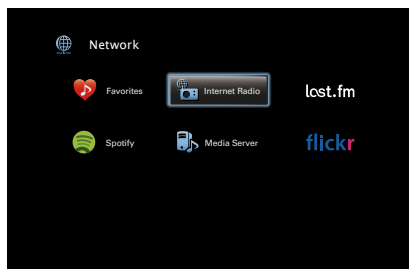 Network
Favorites
Internet Radio
last.fm
Spotify
Media Server
flickr